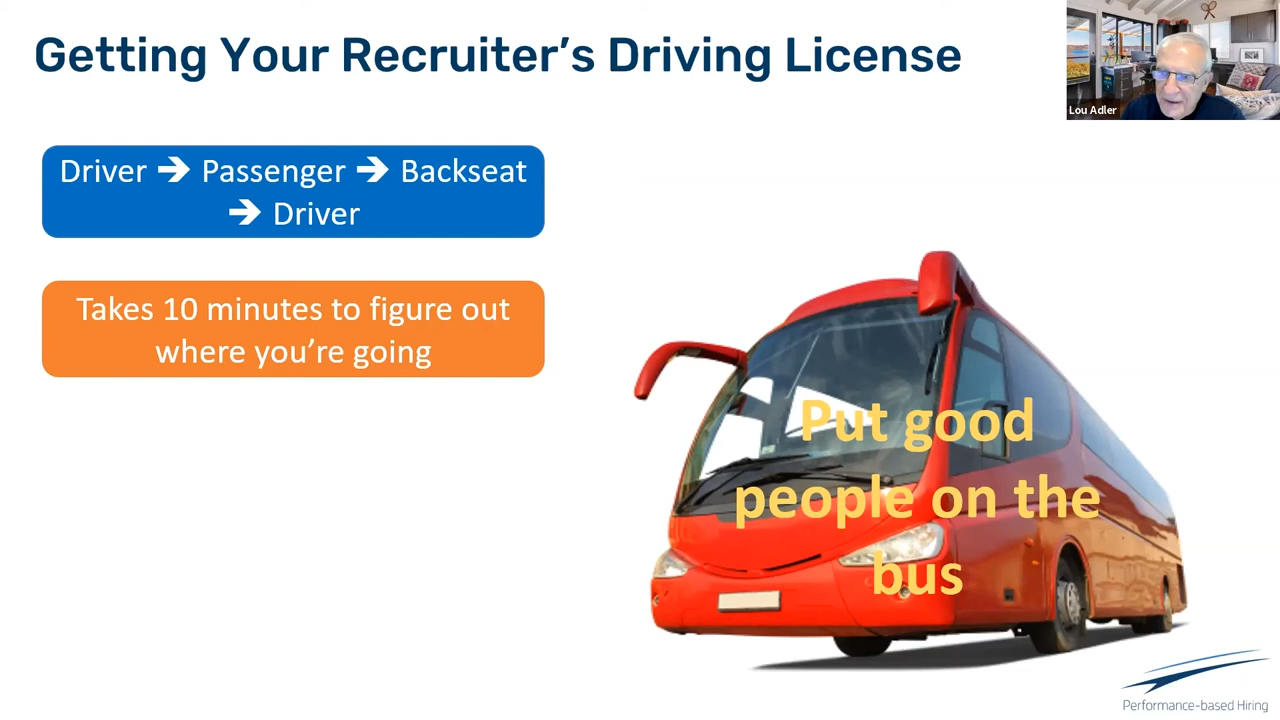 Getting Your Recruiter’s Driving License
Lou Adler
Driver ➔ Passenger ➔ Backseat
➔ Driver
Takes 10 minutes to figure out
where you’re going
Put good
people on the
bus
Performance-based Hiring